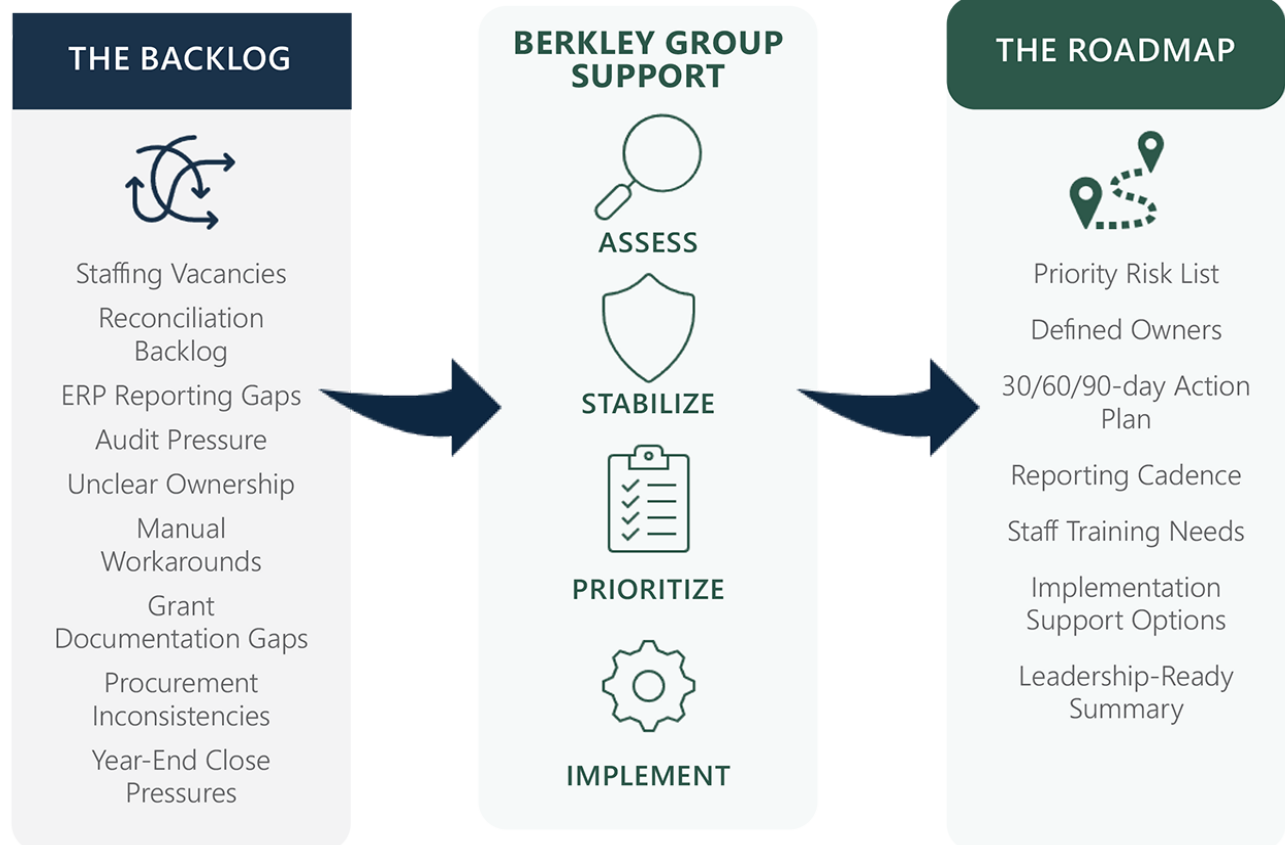 THE BACKLOG
Staffing Vacancies
Reconciliation
Backlog
ERP Reporting Gaps
Audit Pressure
Unclear Ownership
Manual
Workarounds
Grant
Documentation Gaps
Procurement
Inconsistencies
Year-End Close
Pressures
BERKLEY GROUP
SUPPORT
ASSESS
STABILIZE
PRIORITIZE
IMPLEMENT
THE ROADMAP
Priority Risk List
Defined Owners
30/60/90-day Action
Plan
Reporting Cadence
Staff Training Needs
Implementation
Support Options
Leadership-Ready
Summary